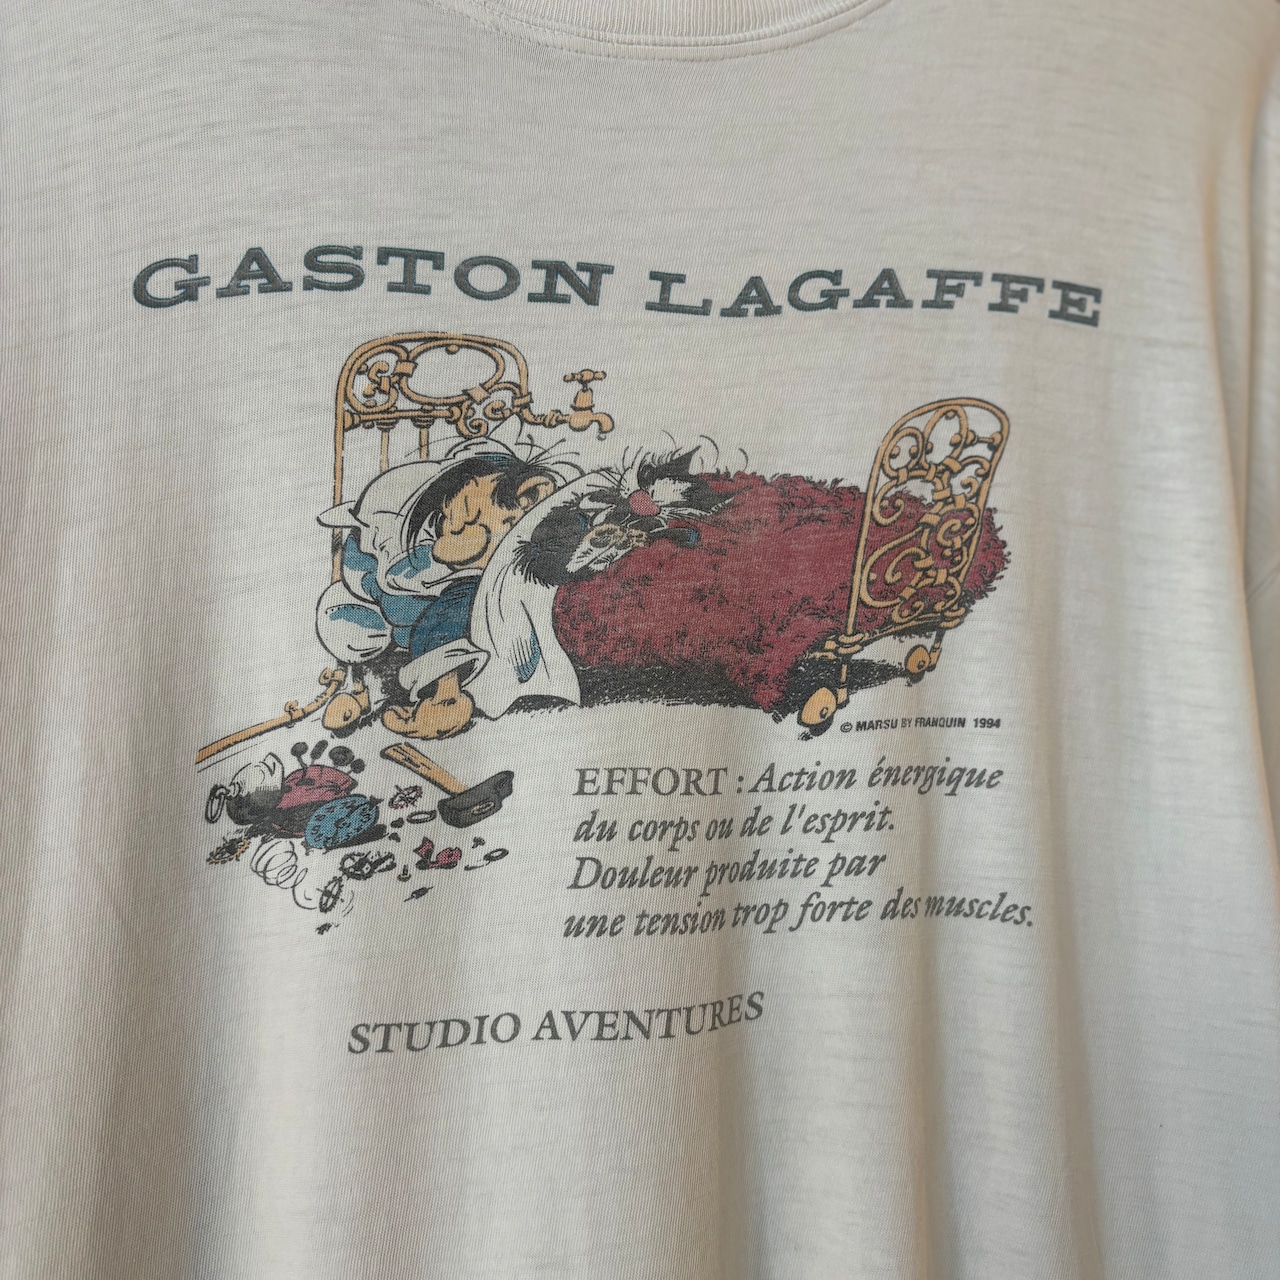 GASTON LAGAFFE
© MARSU BY FRANQUIN 1994
EFFORT : Action énergique
du corps ou de l'esprit.
Douleur produite par
une tension trop forte des muscles.
STUDIO AVENTURES